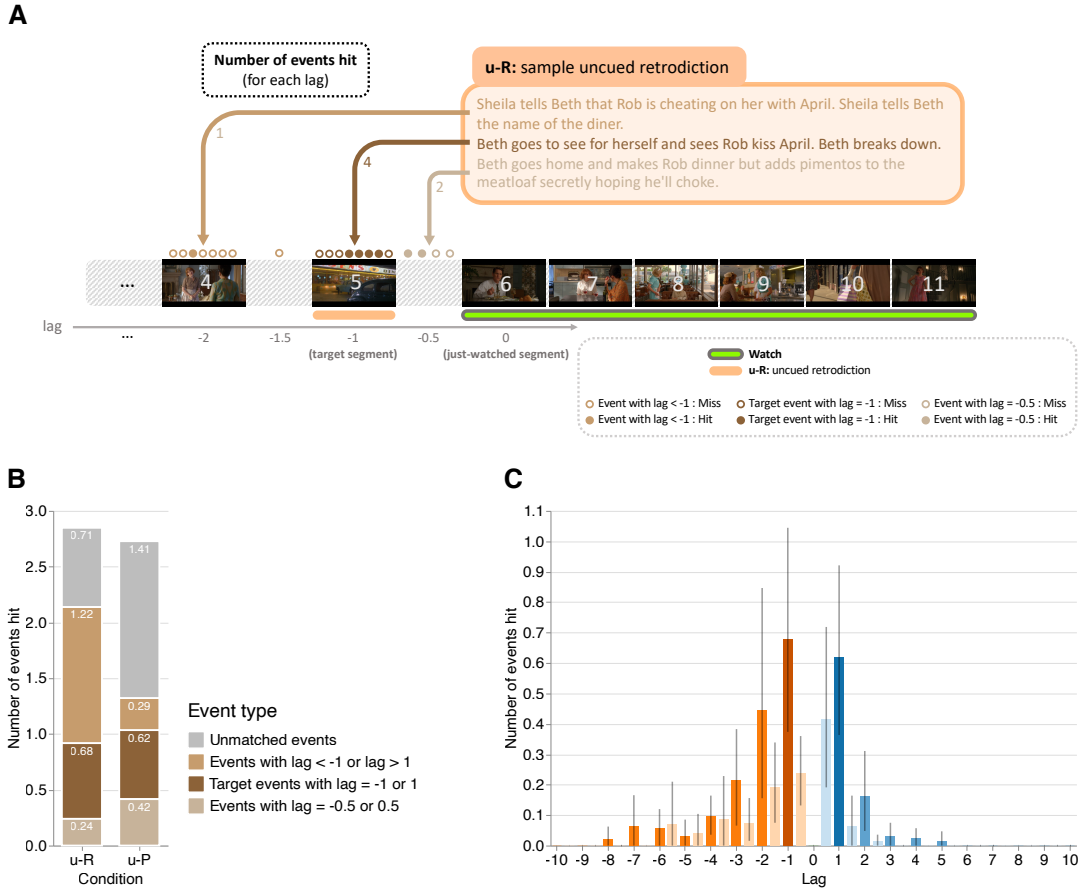 A
Number of events hit
(for each lag)
u-R: sample uncued retrodiction
Sheila tells Beth that Rob is cheating on her with April. Sheila tells Beth
the name of the diner.
Beth goes to see for herself and sees Rob kiss April. Beth breaks down.
Beth goes home and makes Rob dinner but adds pimentos to the
meatloaf secretly hoping he'll choke.
1
4
2
... 4 5 6 7 8 9 10 11
lag
... -2 -1.5 -1 -0.5 0
(target segment) (just-watched segment)
Watch
u-R: uncued retrodiction
Event with lag < -1 : Miss Target event with lag = -1 : Miss Event with lag = -0.5 : Miss
Event with lag < -1 : Hit Target event with lag = -1 : Hit Event with lag = -0.5 : Hit
B
Number of events hit
3.0
2.5
2.0
1.5
1.0
0.5
0.0
0.71
1.22
0.68
0.24
1.41
0.29
0.62
0.42
u-R u-P
Condition
Event type
Unmatched events
Events with lag < -1 or lag > 1
Target events with lag = -1 or 1
Events with lag = -0.5 or 0.5
C
Number of events hit
1.1
1.0
0.9
0.8
0.7
0.6
0.5
0.4
0.3
0.2
0.1
0.0
-10 -9 -8 -7 -6 -5 -4 -3 -2 -1 0 1 2 3 4 5 6 7 8 9 10
Lag